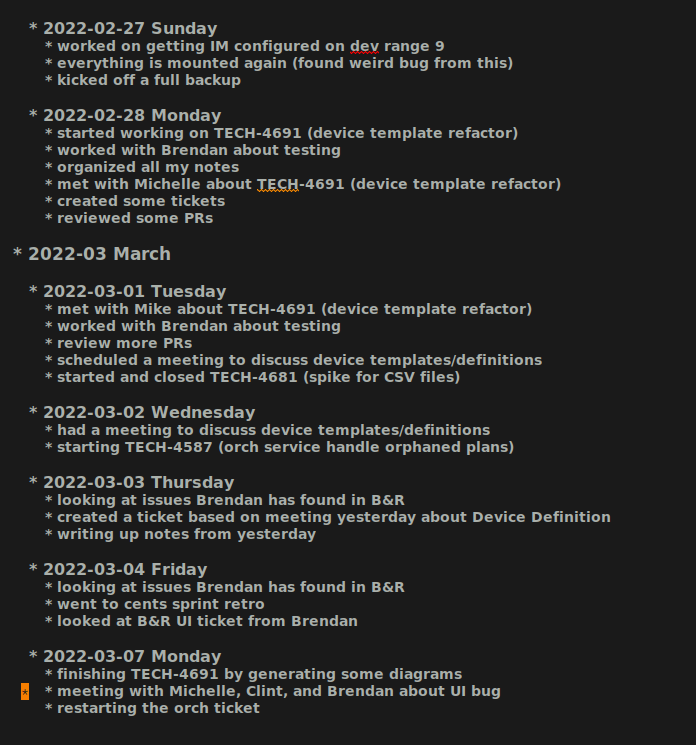 * 2022-02-27 Sunday
* worked on getting IM configured on dev range 9
* everything is mounted again (found weird bug from this)
* kicked off a full backup
* 2022-02-28 Monday
* started working on TECH-4691 (device template refactor)
* worked with Brendan about testing
* organized all my notes
* met with Michelle about TECH-4691 (device template refactor)
* created some tickets
* reviewed some PRs
* 2022-03 March
* 2022-03-01 Tuesday
* met with Mike about TECH-4691 (device template refactor)
* worked with Brendan about testing
* review more PRs
* scheduled a meeting to discuss device templates/definitions
* started and closed TECH-4681 (spike for CSV files)
* 2022-03-02 Wednesday
* had a meeting to discuss device templates/definitions
* starting TECH-4587 (orch service handle orphaned plans)
* 2022-03-03 Thursday
* looking at issues Brendan has found in B&R
* created a ticket based on meeting yesterday about Device Definition
* writing up notes from yesterday
* 2022-03-04 Friday
* looking at issues Brendan has found in B&R
* went to cents sprint retro
* looked at B&R UI ticket from Brendan
* 2022-03-07 Monday
* finishing TECH-4691 by generating some diagrams
* * meeting with Michelle, Clint, and Brendan about UI bug
* restarting the orch ticket